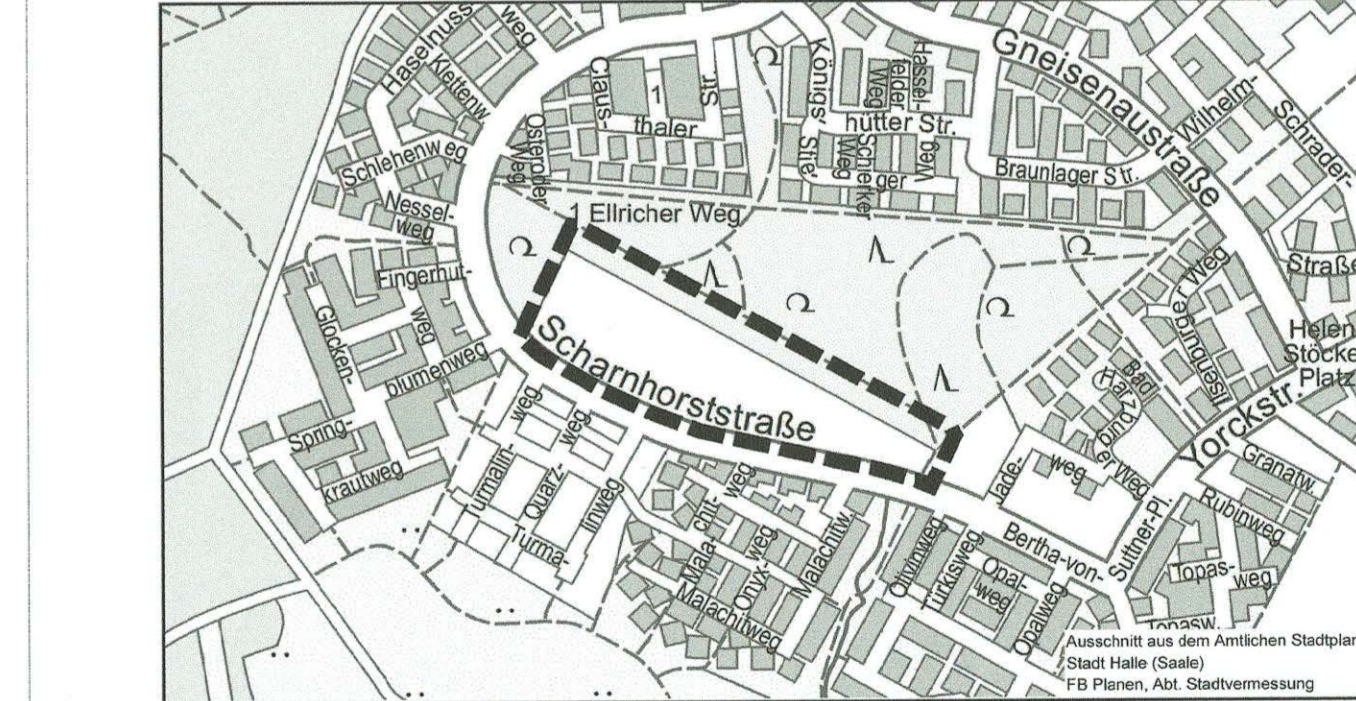 Haselnuss
weg
Klettenw.
Schlehenweg
Nessel-
weg
Fingerhut-
weg
Glocken-
blumenweg
Spring-
krautweg
Osteroder
Weg
Claus-
thaler
Str.
1
Königs-
hütter Str.
Hassel-
felder
Weg
Stie-
ger
Weg
Schierker
Weg
Braunlager Str.
Gneisenaustraße
Wilhelm-
Schrader-
Straße
1 Ellricher Weg
Scharnhorststraße
Ilsenburger Weg
Bad
Harzburger Weg
Helen
Stöcke
Platz
Yorckstr.
Granatw.
Rubinweg
Topas-
weg
Topasw.
Jade-
weg
Bertha-von-
Suttner-Pl.
Turmalin-
weg
Quarz-
weg
Turma-
linweg
Mala-
chit-
weg
Onyx-
weg
Malachitw.
Malachitweg
Olivinweg
Türkisweg
Opal-
weg
Opalweg
Ausschnitt aus dem Amtlichen Stadtplan
Stadt Halle (Saale)
FB Planen, Abt. Stadtvermessung